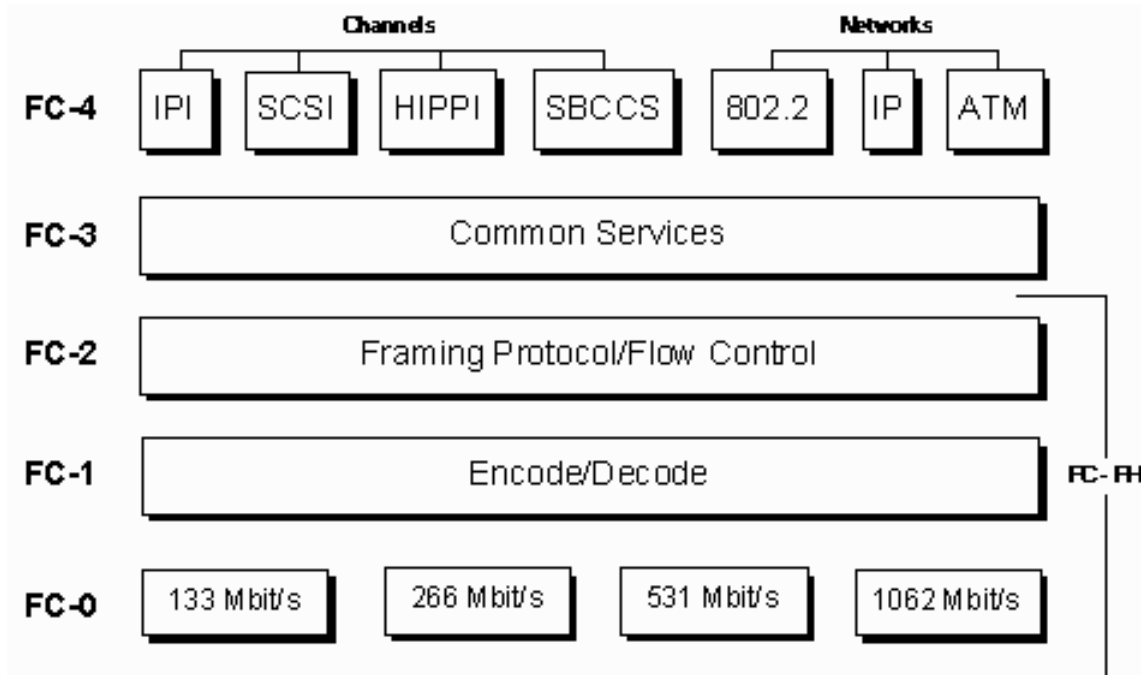 Channels Networks
FC-4 IPI SCSI HIPPI SBCCS 802.2 IP ATM
FC-3 Common Services
FC-2 Framing Protocol/Flow Control
FC-1 Encode/Decode
FC-FH
FC-0 133 Mbit/s 266 Mbit/s 531 Mbit/s 1062 Mbit/s